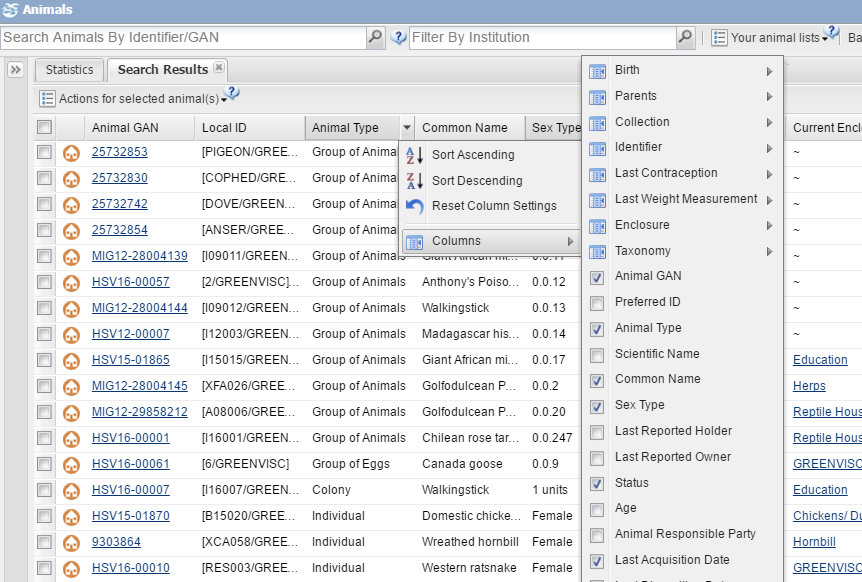 Animals
Search Animals By Identifier/GAN Filter By Institution Your animal lists Ba
Statistics Search Results
Actions for selected animal(s)
Animal GAN Local ID Animal Type Common Name Sex Type Current Encl
25732853 [PIGEON/GREE... Group of Anima ~
25732830 [COPHED/GRE... Group of Anima ~
25732742 [DOVE/GREEN... Group of Anima ~
25732854 [ANSER/GREE... Group of Anima ~
MIG12-28004139 [I09011/GREEN... Group of Animals Giant African mi... 0.0.11 ~
HSV16-00057 [2/GREENVISC]... Group of Animals Anthony's Poiso... 0.0.12 ~
MIG12-28004144 [I09012/GREEN... Group of Animals Walkingstick 0.0.13 ~
HSV12-00007 [I12003/GREEN... Group of Animals Madagascar his... 0.0.14 ~
HSV15-01865 [I15015/GREEN... Group of Animals Giant African mi... 0.0.17 Education
MIG12-28004145 [XFA026/GREE... Group of Animals Golfodulcean P... 0.0.2 Herps
MIG12-29858212 [A08006/GREE... Group of Animals Golfodulcean P... 0.0.20 Reptile Hous
HSV16-00001 [I16001/GREEN... Group of Animals Chilean rose tar... 0.0.247 Reptile Hous
HSV16-00061 [6/GREENVISC] Group of Eggs Canada goose 0.0.9 GREENVISC
HSV16-00007 [I16007/GREEN... Colony Walkingstick 1 units Education
HSV15-01870 [B15020/GREE... Individual Domestic chicke... Female Chickens/ Du
9303864 [XCA058/GREE... Individual Wreathed hornbill Female Hornbill
HSV16-00010 [RES003/GREE... Individual Western ratsnake Female GREENVISC
Sort Ascending
Sort Descending
Reset Column Settings
Columns
Birth
Parents
Collection
Identifier
Last Contraception
Last Weight Measurement
Enclosure
Taxonomy
Animal GAN
Preferred ID
Animal Type
Scientific Name
Common Name
Sex Type
Last Reported Holder
Last Reported Owner
Status
Age
Animal Responsible Party
Last Acquisition Date